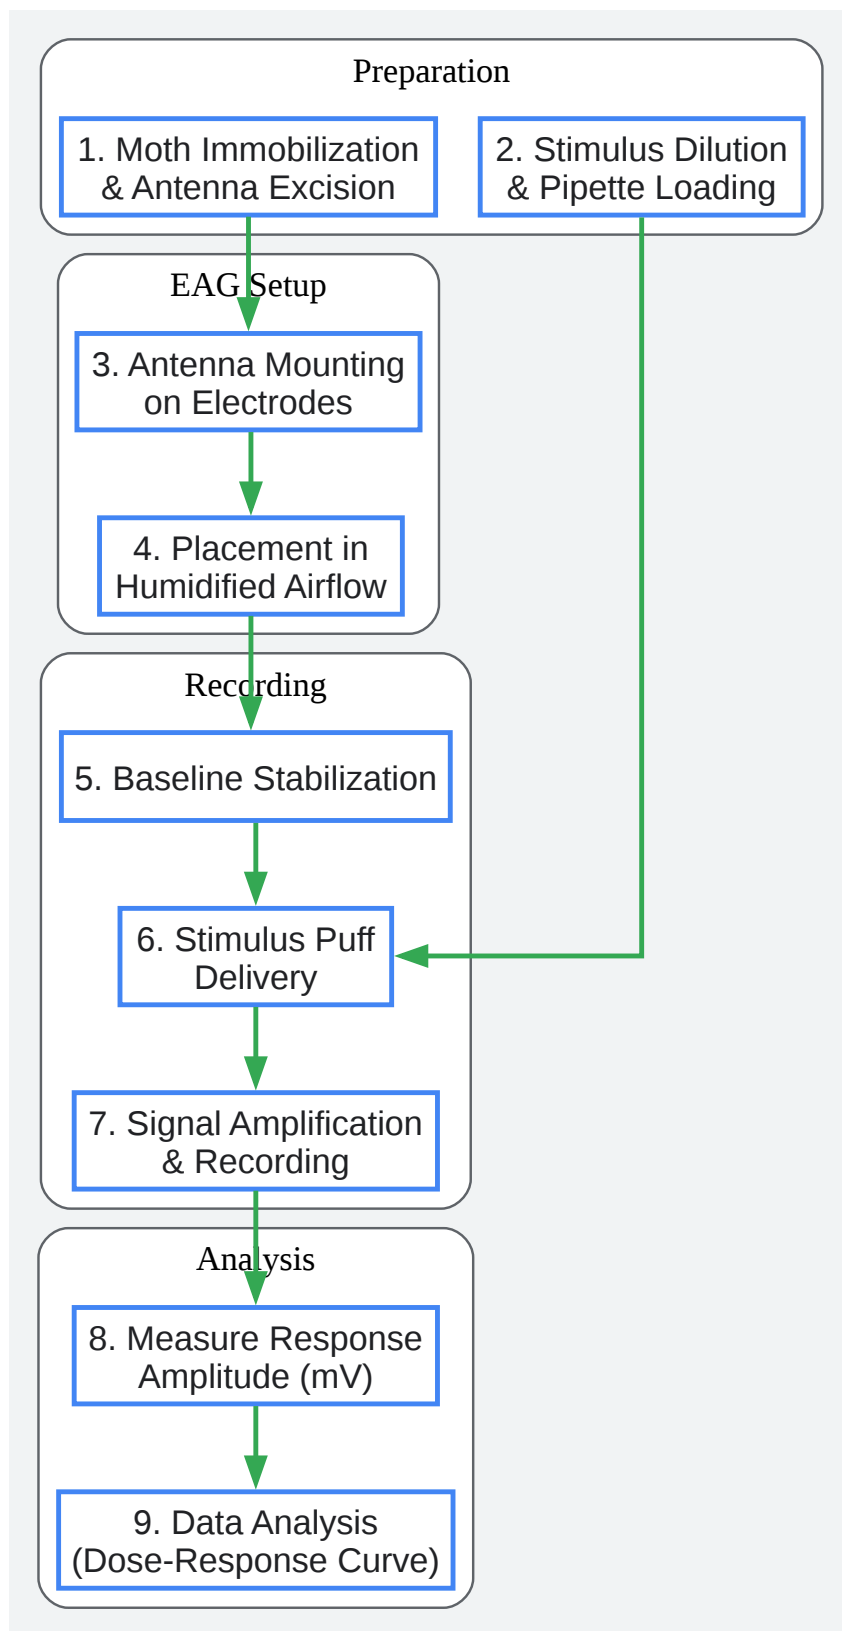 Preparation
1. Moth Immobilization
& Antenna Excision
2. Stimulus Dilution
& Pipette Loading
EAG Setup
3. Antenna Mounting
on Electrodes
4. Placement in
Humidified Airflow
Recording
5. Baseline Stabilization
6. Stimulus Puff
Delivery
7. Signal Amplification
& Recording
Analysis
8. Measure Response
Amplitude (mV)
9. Data Analysis
(Dose-Response Curve)